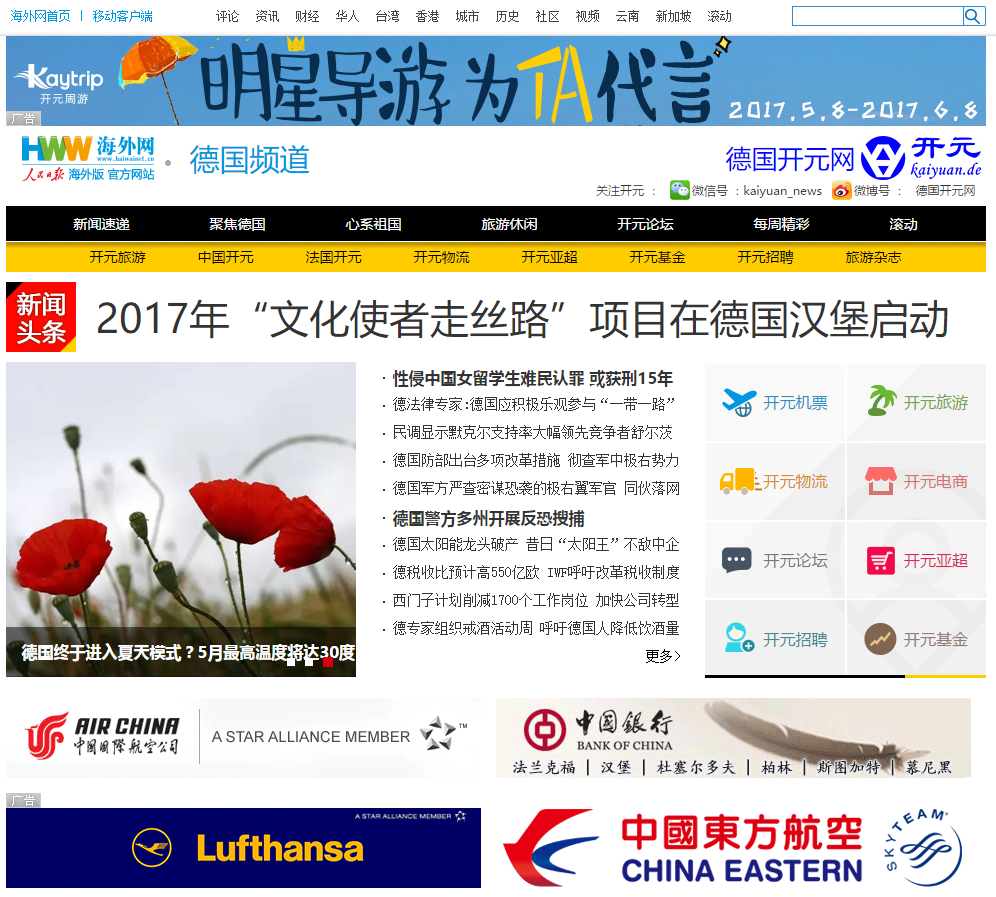 海外网首页 | 移动客户端 评论 资讯 财经 华人 台湾 香港 城市 历史 社区 视频 云南 新加坡 滚动
Kaytrip
开元周游
明星导游为TA代言
2017.5.8-2017.6.8
广告
HWW 海外网
www.haiwainet.cn
人民日报 海外版 官方网站
德国频道
德国开元网
开元
kaiyuan.de
关注开元 : 微信号 : kaiyuan_news 微博号 : 德国开元网
新闻速递 聚焦德国 心系祖国 旅游休闲 开元论坛 每周精彩 滚动
开元旅游 中国开元 法国开元 开元物流 开元亚超 开元基金 开元招聘 旅游杂志
新闻
头条
2017年“文化使者走丝路”项目在德国汉堡启动
德国终于进入夏天模式？5月最高温度将达30度
· 性侵中国女留学生难民认罪 或获刑15年
· 德法律专家:德国应积极乐观参与“一带一路”
· 民调显示默克尔支持率大幅领先竞争者舒尔茨
· 德国防部出台多项改革措施 彻查军中极右势力
· 德国军方严查密谋恐袭的极右翼军官 同伙落网
· 德国警方多州开展反恐搜捕
· 德国太阳能龙头破产 昔日“太阳王”不敌中企
· 德税收比预计高550亿欧 IWF呼吁改革税收制度
· 西门子计划削减1700个工作岗位 加快公司转型
· 德专家组织戒酒活动周 呼吁德国人降低饮酒量
更多>
开元机票 开元旅游
开元物流 开元电商
开元论坛 开元亚超
开元招聘 开元基金
AIR CHINA
中国国际航空公司
A STAR ALLIANCE MEMBER ™
中國銀行
BANK OF CHINA
法兰克福 | 汉堡 | 杜塞尔多夫 | 柏林 | 斯图加特 | 慕尼黑
广告
A STAR ALLIANCE MEMBER
Lufthansa
中國東方航空
CHINA EASTERN
SKYTEAM